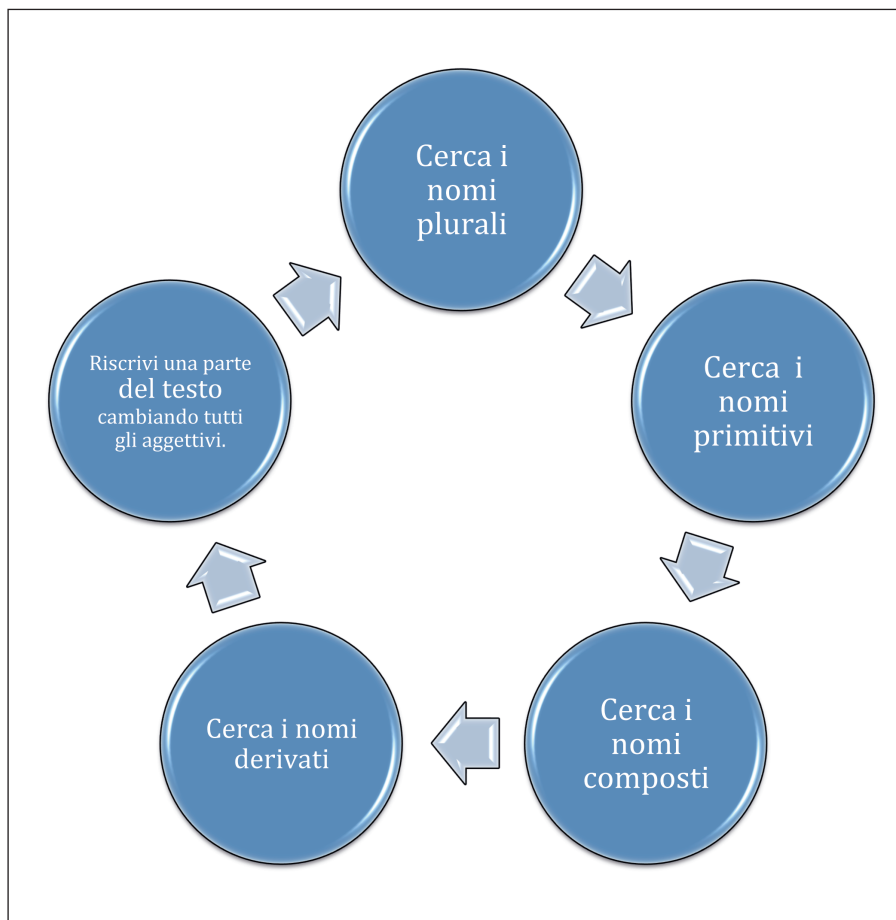 Cerca i
nomi
plurali
Cerca i
nomi
primitivi
Cerca i
nomi
composti
Cerca i nomi
derivati
Riscrivi una parte
del testo
cambiando tutti
gli aggettivi.